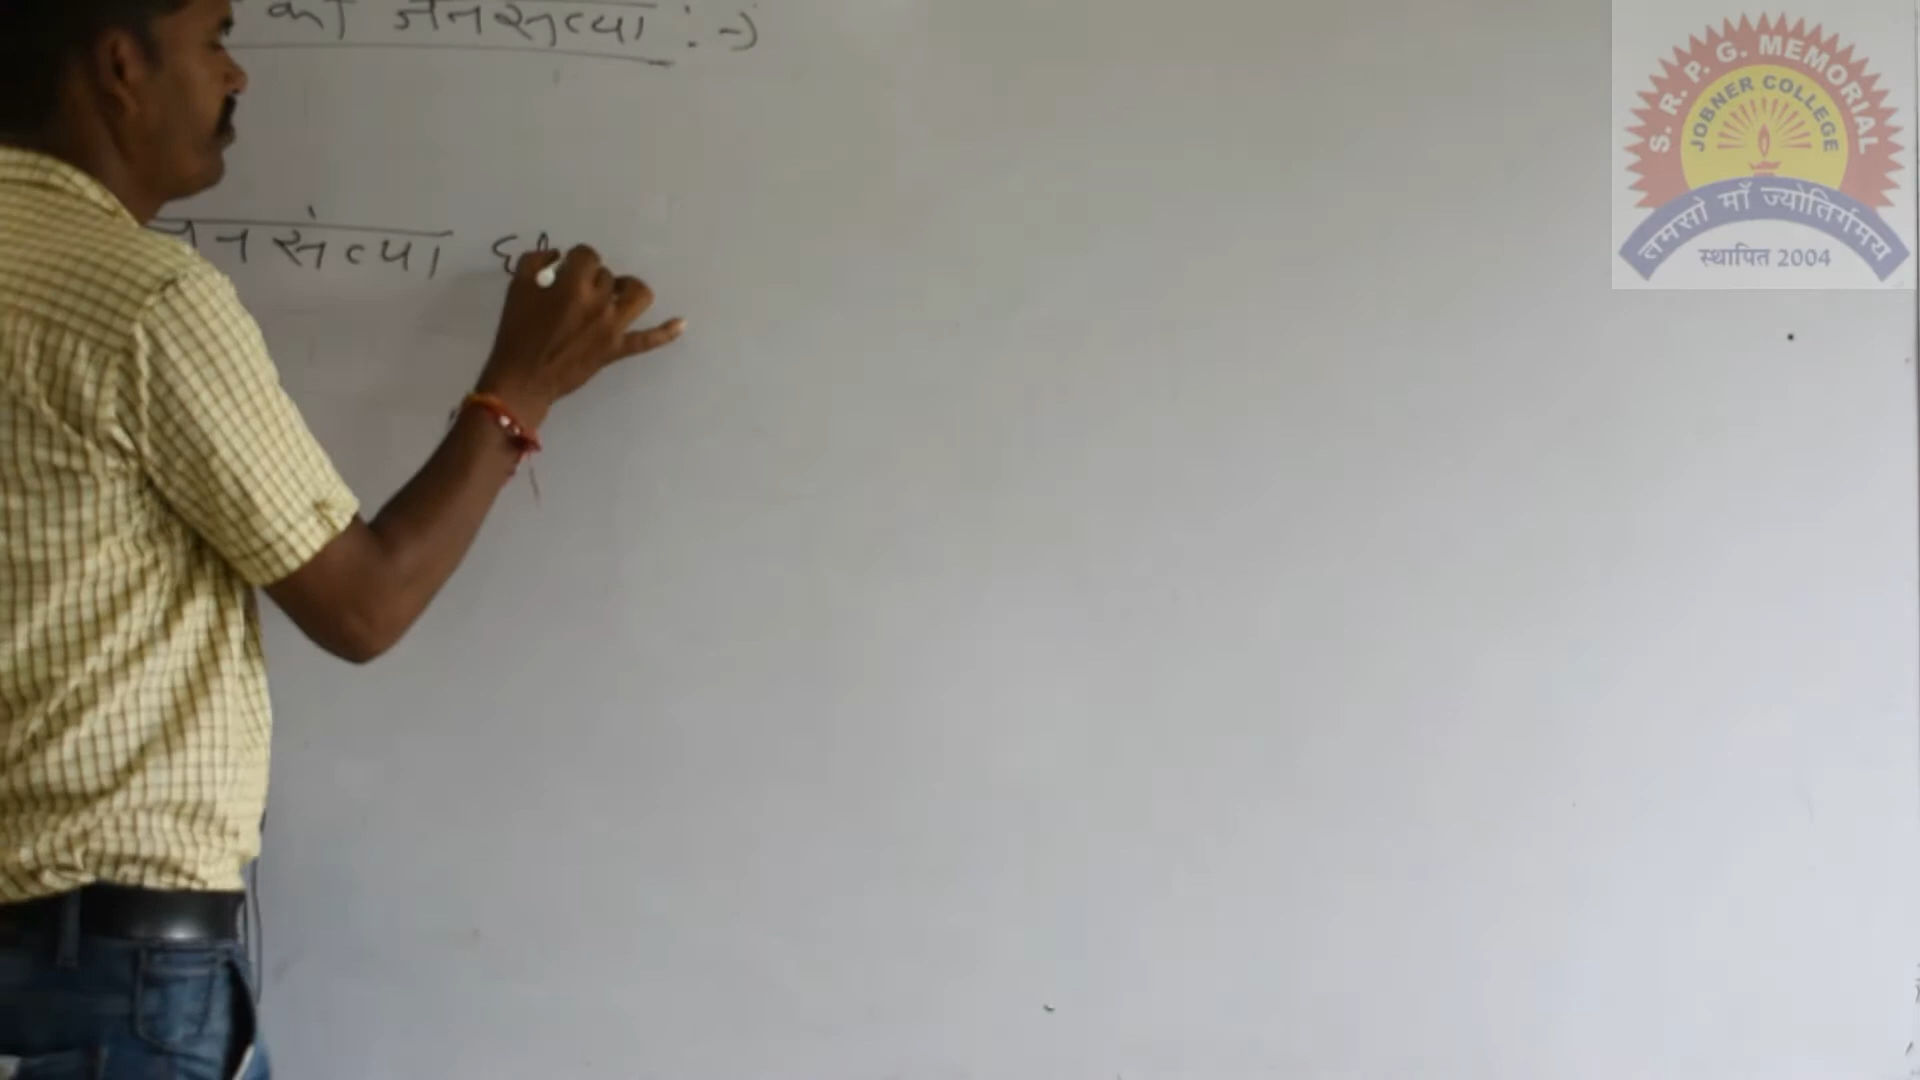 की जनसंख्या :-)
जनसंख्या
S. R. P. G. MEMORIAL
JOBNER COLLEGE
तमसो माँ ज्योतिर्गमय
स्थापित 2004